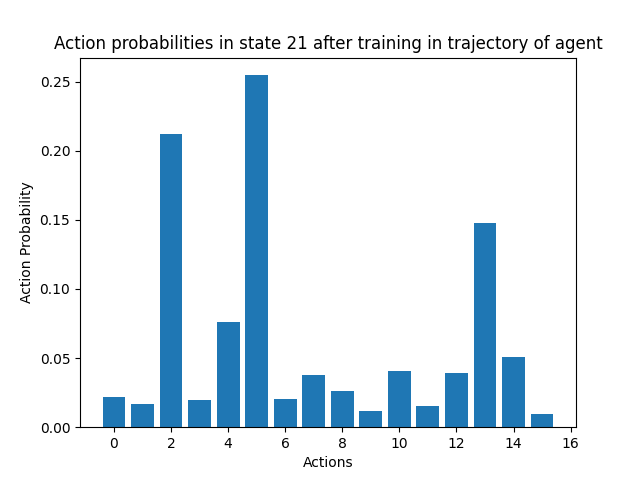 Action probabilities in state 21 after training in trajectory of agent
0.25
0.20
0.15
0.10
0.05
0.00
Action Probability
0 2 4 6 8 10 12 14 16
Actions